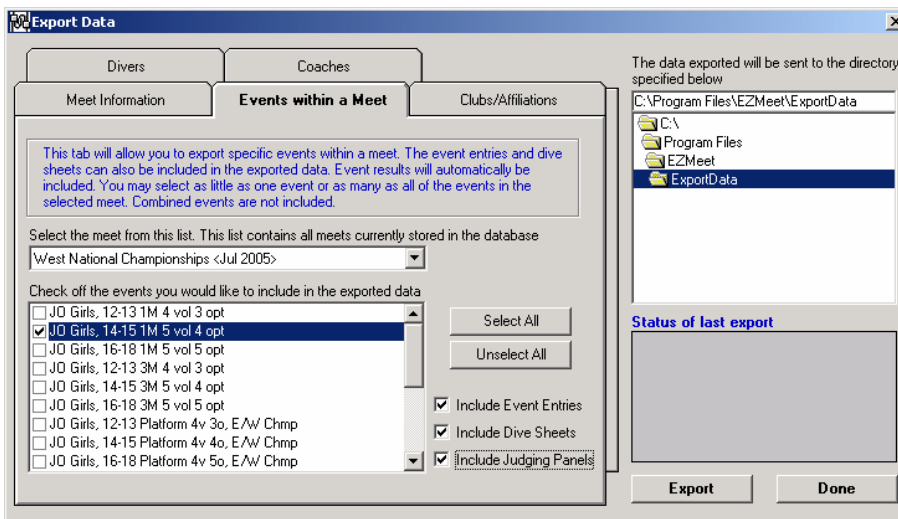 Export Data
Divers
Coaches
Meet Information
Events within a Meet
Clubs/Affiliations
This tab will allow you to export specific events within a meet. The event entries and dive
sheets can also be included in the exported data. Event results will automatically be
included. You may select as little as one event or as many as all of the events in the
selected meet. Combined events are not included.
Select the meet from this list. This list contains all meets currently stored in the database
West National Championships <Jul 2005>
Check off the events you would like to include in the exported data
JO Girls, 12-13 1M 4 vol 3 opt
JO Girls, 14-15 1M 5 vol 4 opt
JO Girls, 16-18 1M 5 vol 5 opt
JO Girls, 12-13 3M 4 vol 3 opt
JO Girls, 14-15 3M 5 vol 4 opt
JO Girls, 16-18 3M 5 vol 5 opt
JO Girls, 12-13 Platform 4v 3o, E/W Chmp
JO Girls, 14-15 Platform 4v 4o, E/W Chmp
JO Girls, 16-18 Platform 4v 5o, E/W Chmp
Select All
Unselect All
Include Event Entries
Include Dive Sheets
Include Judging Panels
The data exported will be sent to the directory
specified below
C:\Program Files\EZMeet\ExportData
C:\
Program Files
EZMeet
ExportData
Status of last export
Export
Done